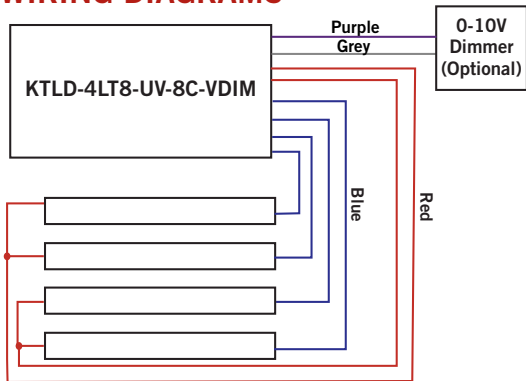 WIRING DIAGRAMS
Purple
Grey
0-10V
Dimmer
(Optional)
KTLD-4LT8-UV-8C-VDIM
Blue
Red